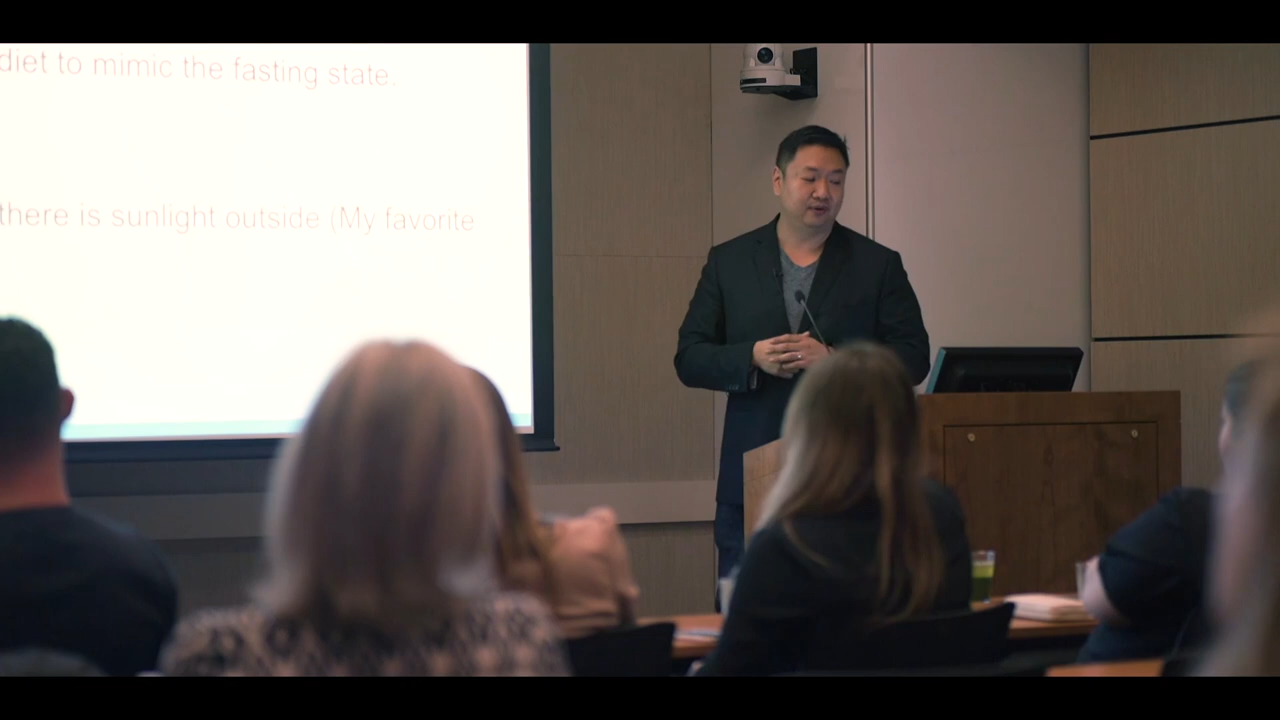 diet to mimic the fasting state.
there is sunlight outside (My favorite